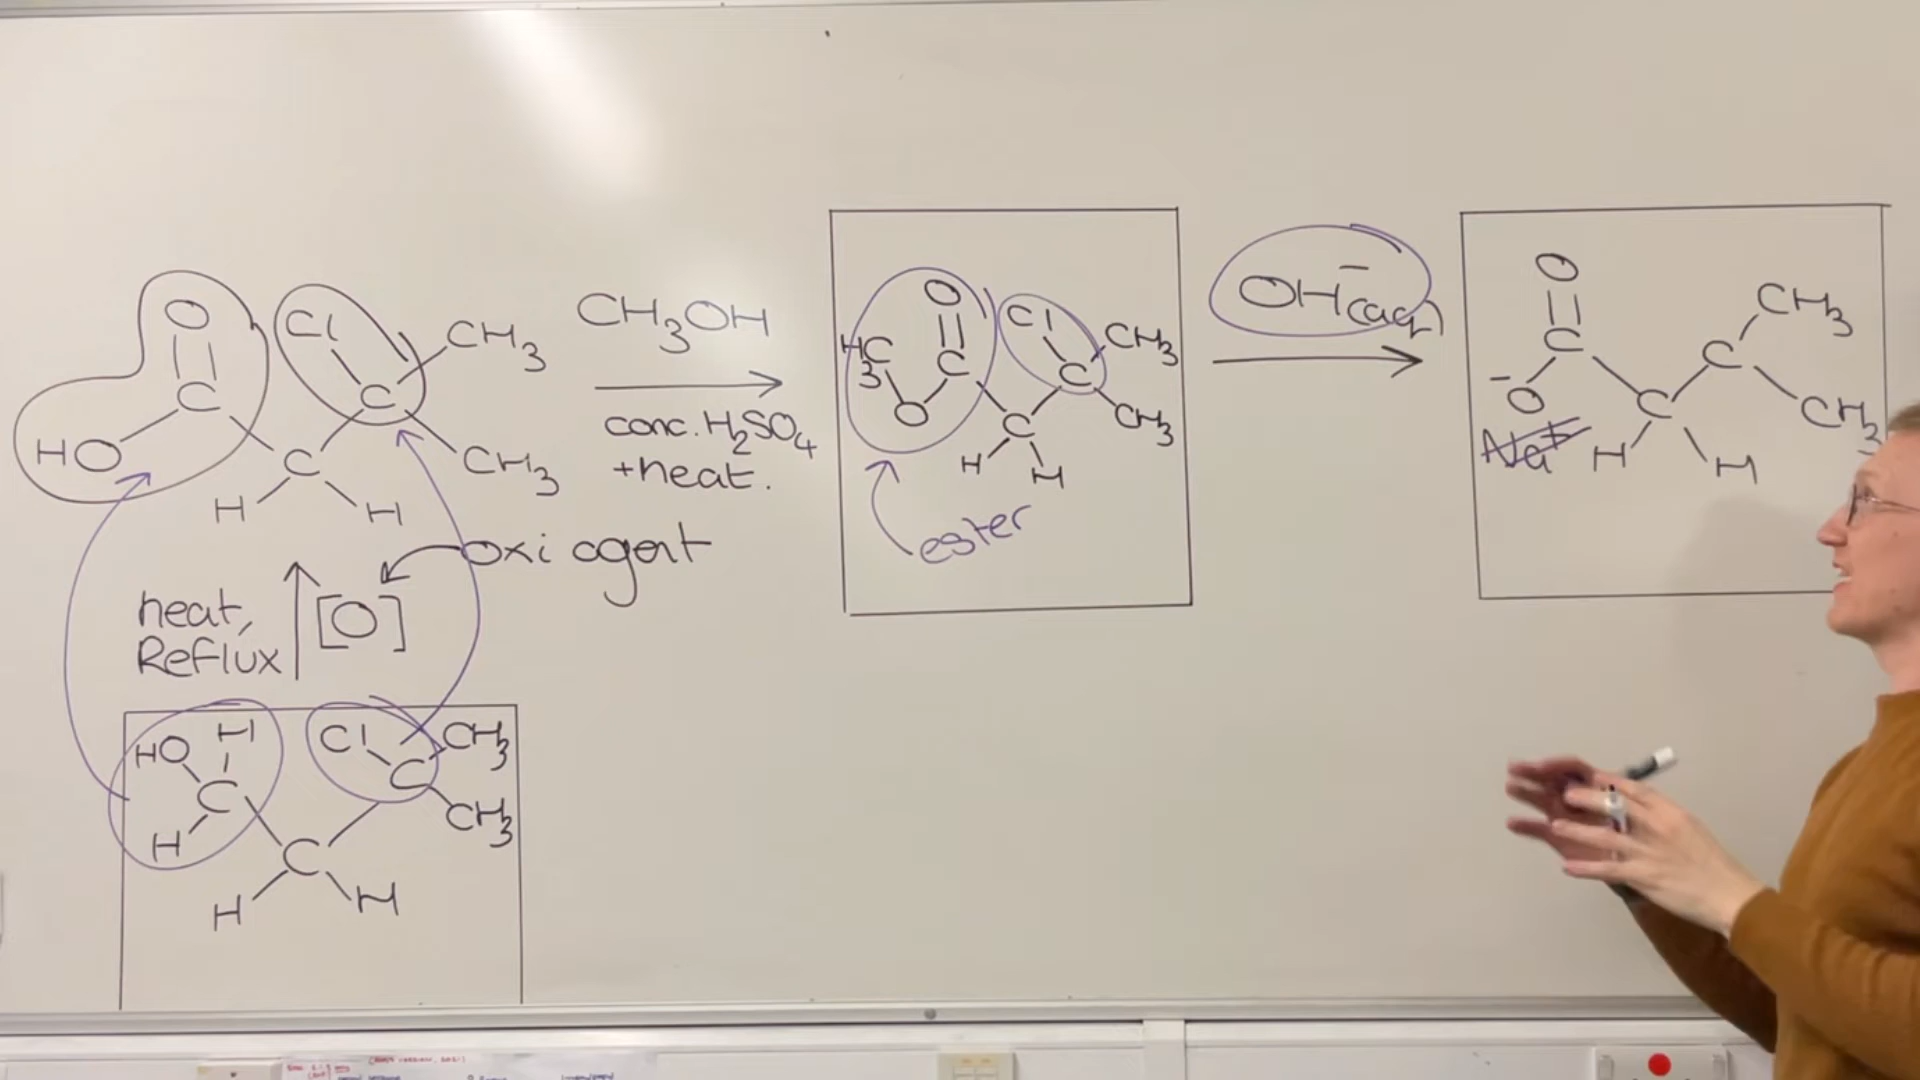 O
C
HO
Cl
C
CH3
CH3
C
H
H
CH3OH
conc. H2SO4
+heat.
O
H3C
C
O
Cl
C
CH3
CH3
C
H
H
ester
OH-(aq)
O
C
-O
Na+
CH3
C
CH3
C
H
H
oxi agent
heat,
Reflux
[O]
HO
H
C
H
Cl
C
CH3
CH3
C
H
H